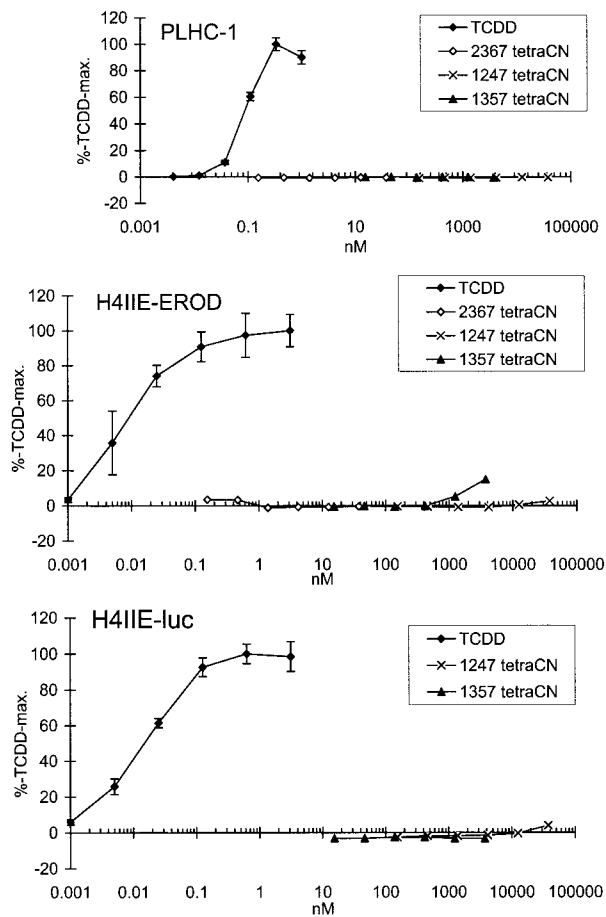 PLHC-1
TCDD
2367 tetraCN
1247 tetraCN
1357 tetraCN
%-TCDD-max.
120
100
80
60
40
20
0
-20
0.001 0.1 10 1000 100000
nM
H4IIE-EROD
TCDD
2367 tetraCN
1247 tetraCN
1357 tetraCN
%-TCDD-max.
120
100
80
60
40
20
0
-20
0.001 0.01 0.1 1 10 100 1000 10000 100000
nM
H4IIE-luc
TCDD
1247 tetraCN
1357 tetraCN
%-TCDD-max.
120
100
80
60
40
20
0
-20
0.001 0.01 0.1 1 10 100 1000 10000 100000
nM